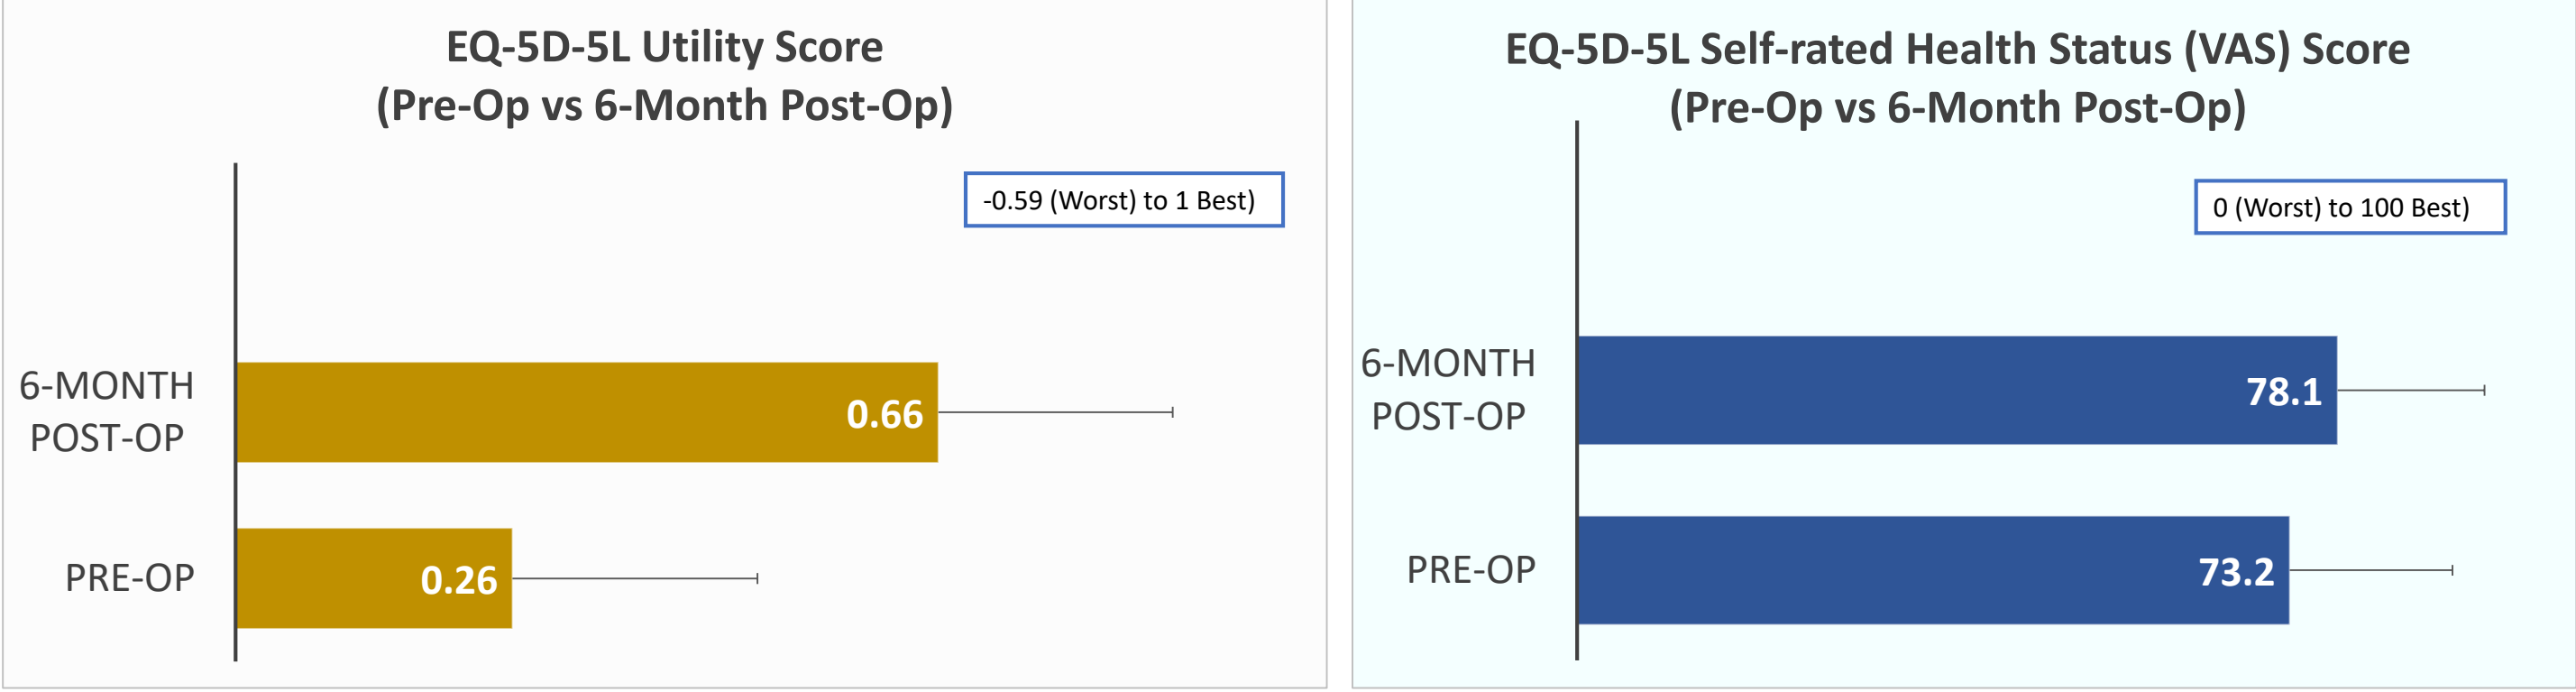 EQ-5D-5L Utility Score
(Pre-Op vs 6-Month Post-Op)
-0.59 (Worst) to 1 Best)
6-MONTH
POST-OP
0.66
PRE-OP
0.26
EQ-5D-5L Self-rated Health Status (VAS) Score
(Pre-Op vs 6-Month Post-Op)
0 (Worst) to 100 Best)
6-MONTH
POST-OP
78.1
PRE-OP
73.2